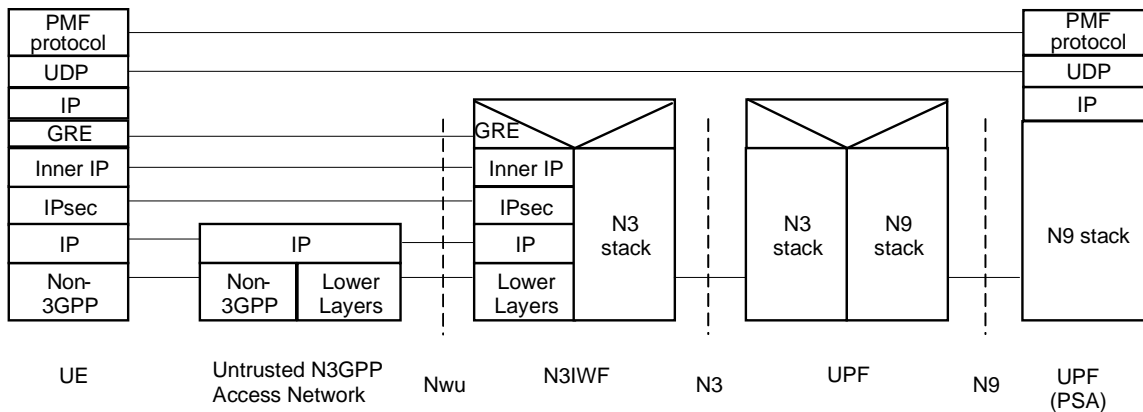 PMF
protocol
UDP
IP
GRE
Inner IP
IPsec
IP
Non-
3GPP
UE
IP
Non-
3GPP
Lower
Layers
Untrusted N3GPP
Access Network
Nwu
GRE
Inner IP
IPsec
IP
Lower
Layers
N3
stack
N3IWF
N3
N3
stack
N9
stack
UPF
N9
PMF
protocol
UDP
IP
N9 stack
UPF
(PSA)